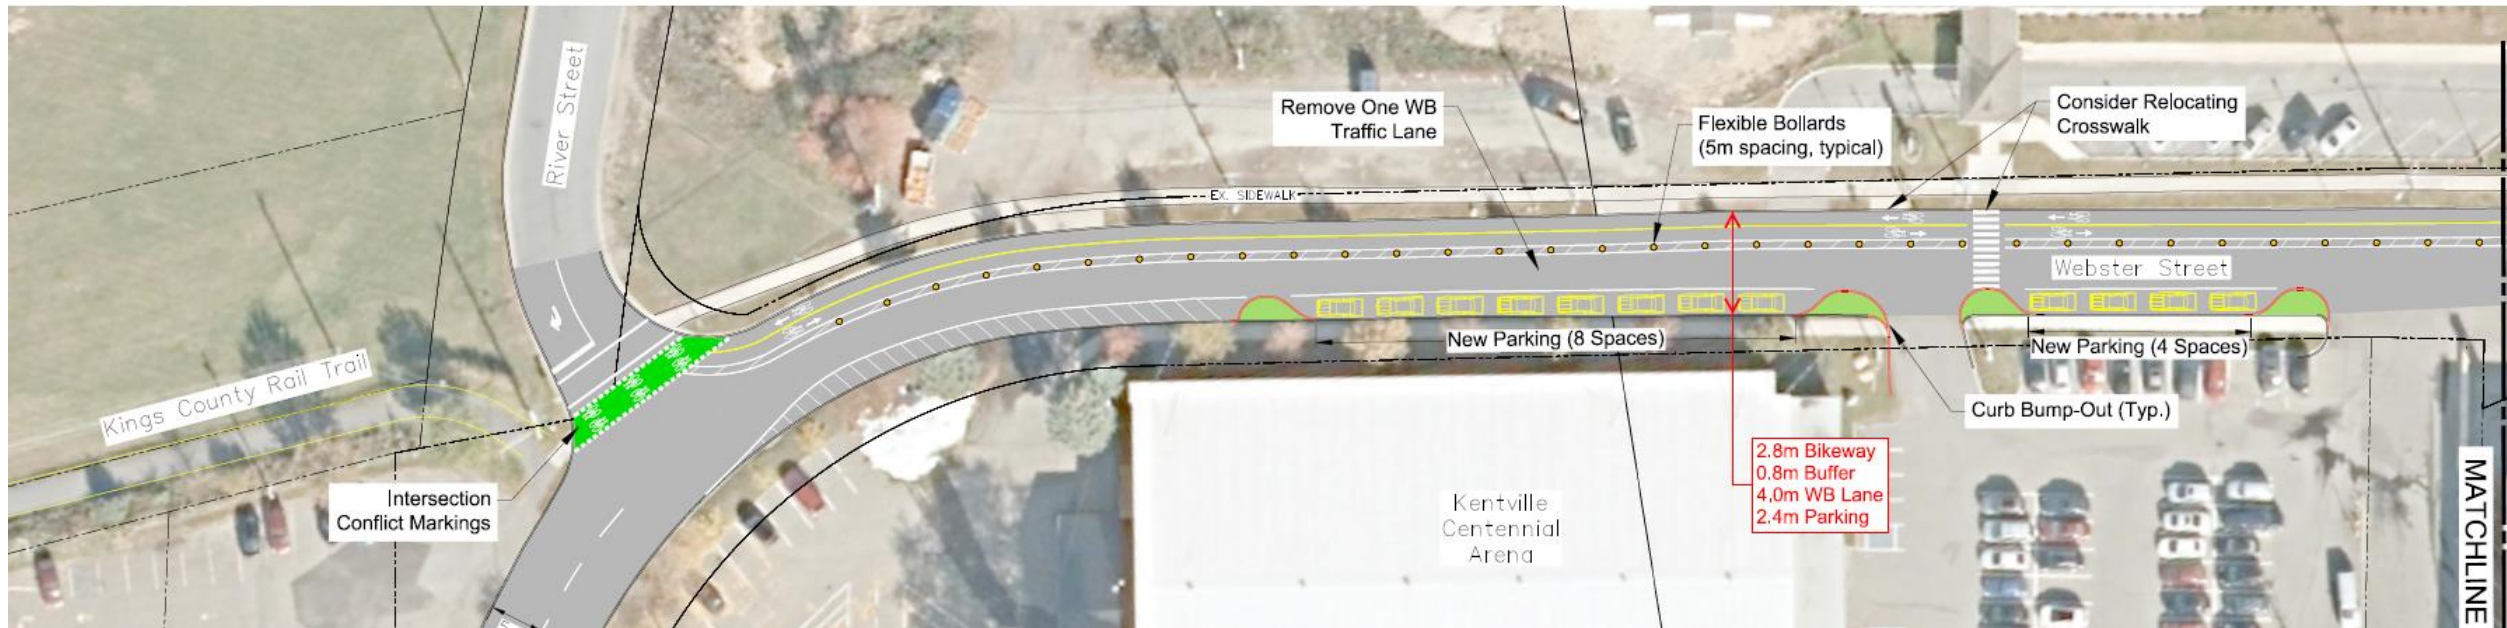 River Street
Remove One WB
Traffic Lane
Flexible Bollards
(5m spacing, typical)
Consider Relocating
Crosswalk
EX. SIDEWALK
Webster Street
New Parking (8 Spaces)
New Parking (4 Spaces)
Kings County Rail Trail
Curb Bump-Out (Typ.)
2.8m Bikeway
0.8m Buffer
4.0m WB Lane
2.4m Parking
Intersection
Conflict Markings
Kentville
Centennial
Arena
MATCHLINE